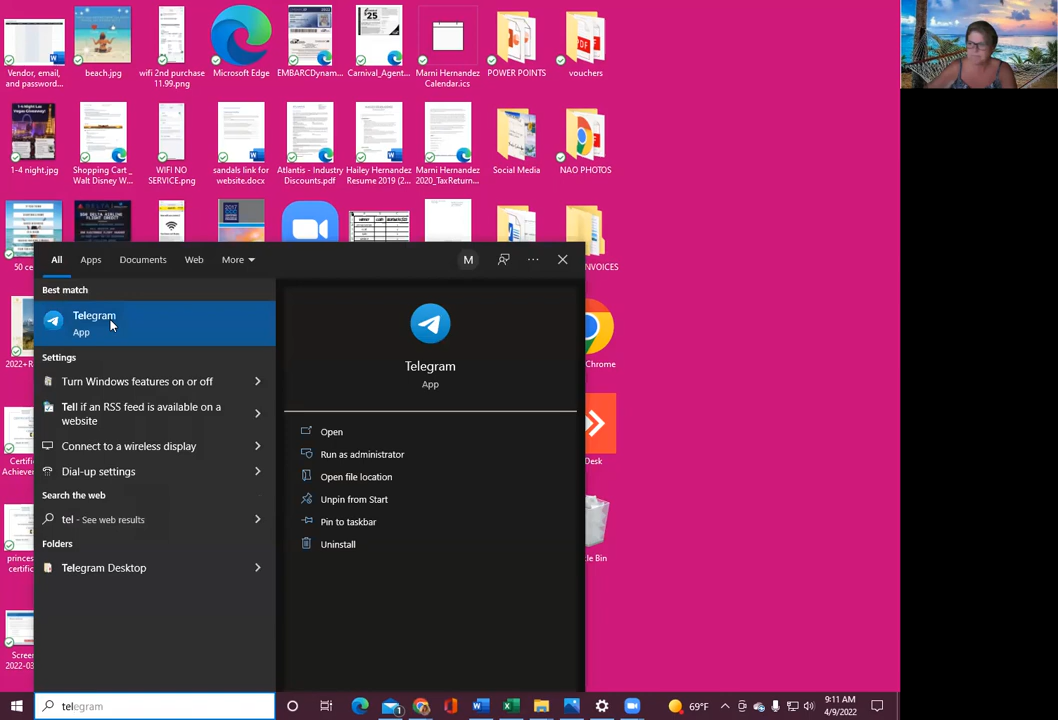 Vendor, email,
and password...
beach.jpg
wifi 2nd purchase
11.99.png
Microsoft Edge
EMBARCDynam...
Carnival_Agent...
Marni Hernandez
Calendar.ics
POWER POINTS
vouchers
1-4 night.jpg
Shopping Cart _
Walt Disney W...
WIFI NO
SERVICE.png
sandals link for
website.docx
Atlantis - Industry
Discounts.pdf
Hailey Hernandez
Resume 2019 (2...
Marni Hernandez
2020_TaxReturn...
Social Media
NAO PHOTOS
50 ce
NVOICES
All
Apps
Documents
Web
More
M
Best match
Telegram
App
Settings
Turn Windows features on or off
Tell if an RSS feed is available on a
website
Connect to a wireless display
Dial-up settings
Search the web
tel - See web results
Folders
Telegram Desktop
Telegram
App
Open
Run as administrator
Open file location
Unpin from Start
Pin to taskbar
Uninstall
2022+R
Chrome
Certific
Achievem
Desk
princes
certific
le Bin
Screen
2022-03
telegram
69°F
9:11 AM
4/9/2022